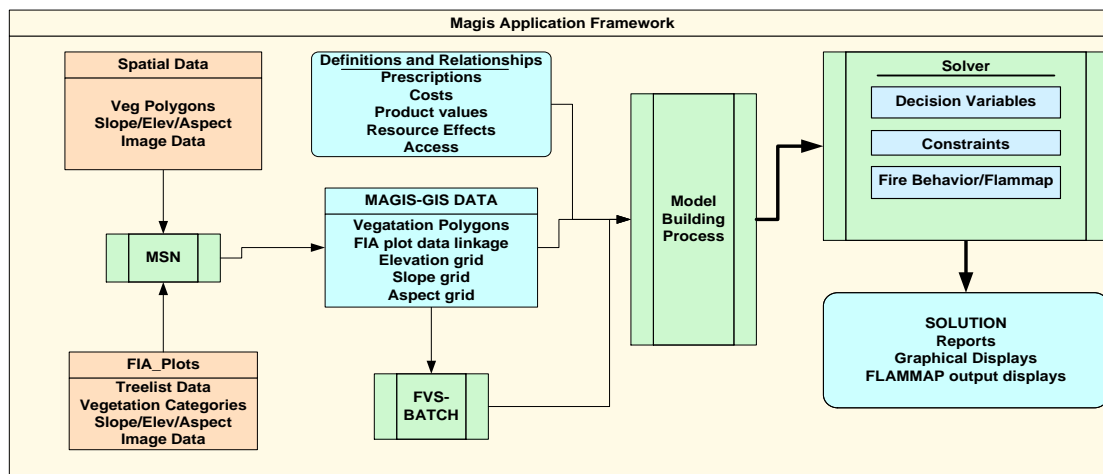 Magis Application Framework
Spatial Data
Veg Polygons
Slope/Elev/Aspect
Image Data
Definitions and Relationships
Prescriptions
Costs
Product values
Resource Effects
Access
Solver
Decision Variables
Constraints
Fire Behavior/Flammap
MSN
MAGIS-GIS DATA
Vegatation Polygons
FIA plot data linkage
Elevation grid
Slope grid
Aspect grid
Model
Building
Process
FIA_Plots
Treelist Data
Vegetation Categories
Slope/Elev/Aspect
Image Data
FVS-
BATCH
SOLUTION
Reports
Graphical Displays
FLAMMAP output displays